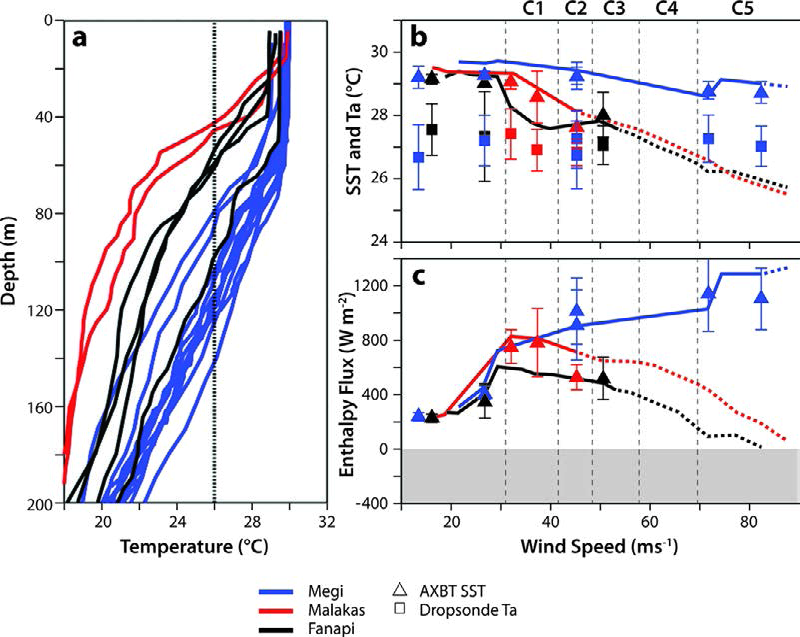 a
0
40
80
120
160
200
Depth (m)
20 24 28 32
Temperature (°C)
C1 C2 C3 C4 C5
b
30
28
26
24
SST and Ta (°C)
c
1200
800
400
0
-400
Enthalpy Flux (W m-2)
20 40 60 80
Wind Speed (ms-1)
Megi
Malakas
Fanapi
AXBT SST
Dropsonde Ta